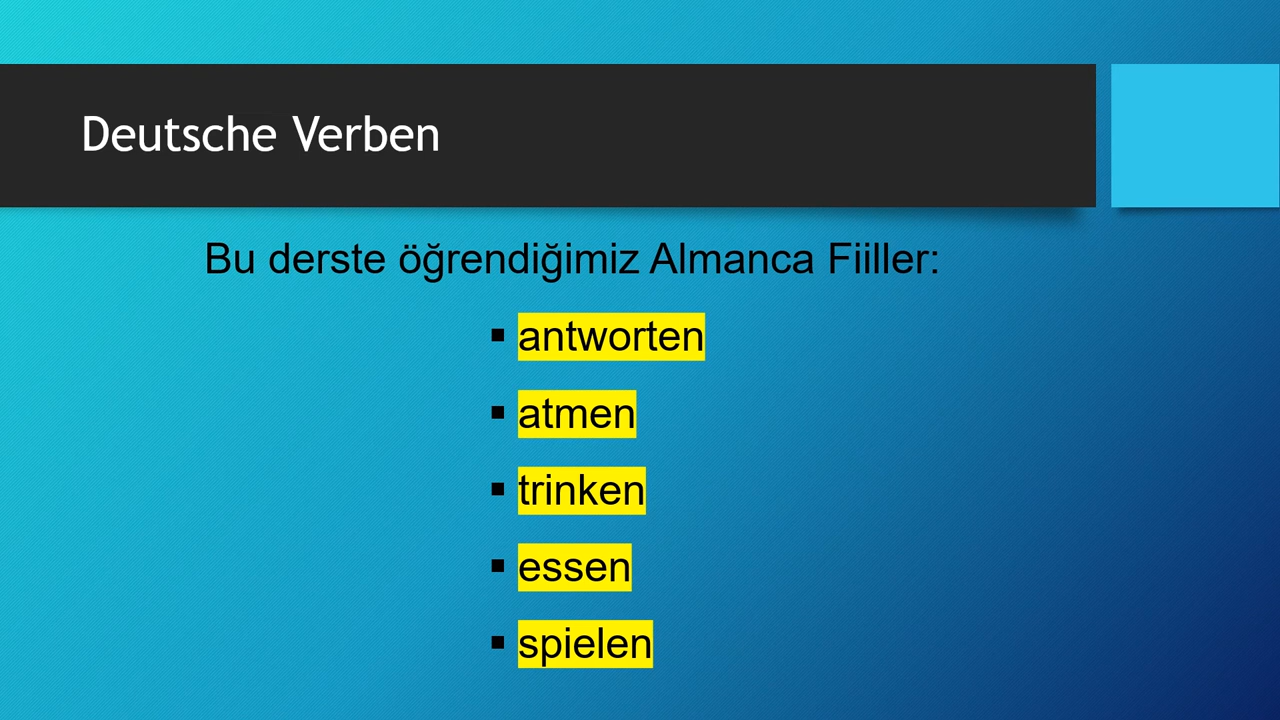 Deutsche Verben
Bu derste öğrendiğimiz Almanca Fiiller:
▪ antworten
▪ atmen
▪ trinken
▪ essen
▪ spielen